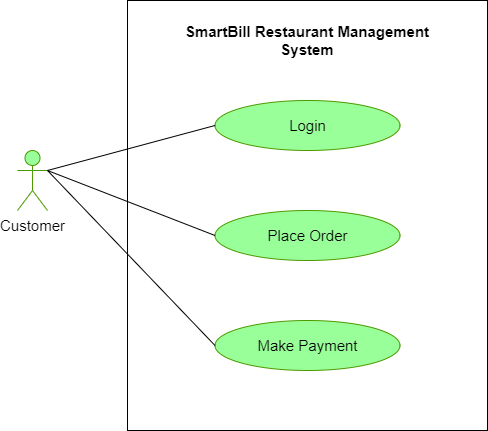 SmartBill Restaurant Management
System
Login
Customer
Place Order
Make Payment